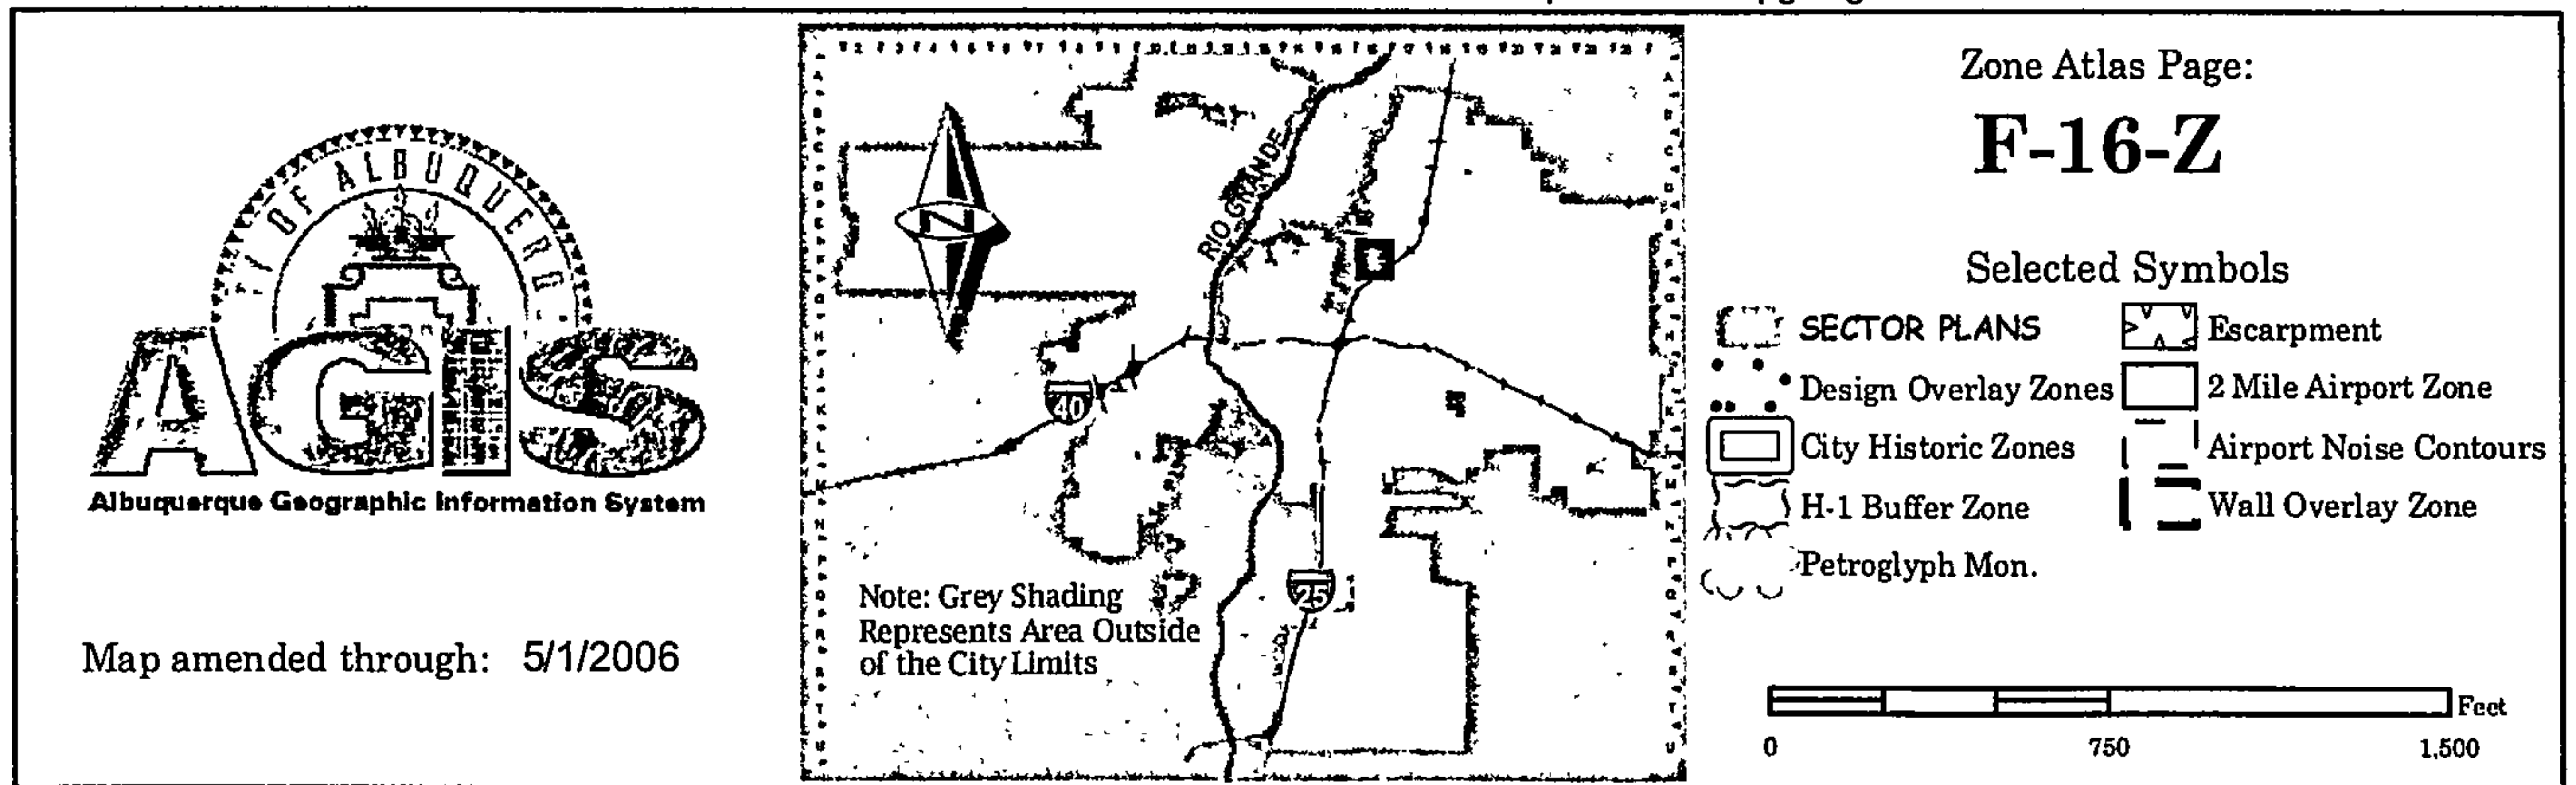 TY OF ALBUQUERQ
AGIS
Albuquerque Geographic Information System
Map amended through: 5/1/2006
N
RIO GRANDE
40
25
Note: Grey Shading
Represents Area Outside
of the City Limits
Zone Atlas Page:
F-16-Z
Selected Symbols
SECTOR PLANS
Design Overlay Zones
City Historic Zones
H-1 Buffer Zone
Petroglyph Mon.
Escarpment
2 Mile Airport Zone
Airport Noise Contours
Wall Overlay Zone
Feet
0 750 1,500